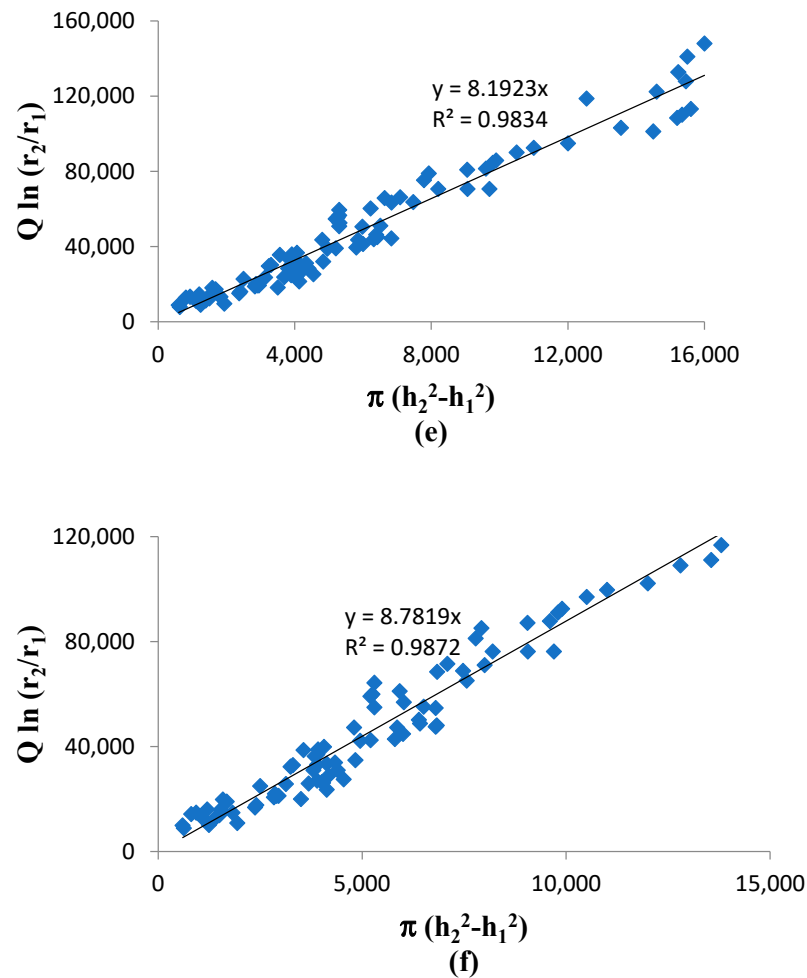 160,000
120,000
80,000
40,000
0
Q ln (r₂/r₁)
y = 8.1923x
R² = 0.9834
0 4,000 8,000 12,000 16,000
π (h₂²-h₁²)
(e)
120,000
80,000
40,000
0
Q ln (r₂/r₁)
y = 8.7819x
R² = 0.9872
0 5,000 10,000 15,000
π (h₂²-h₁²)
(f)